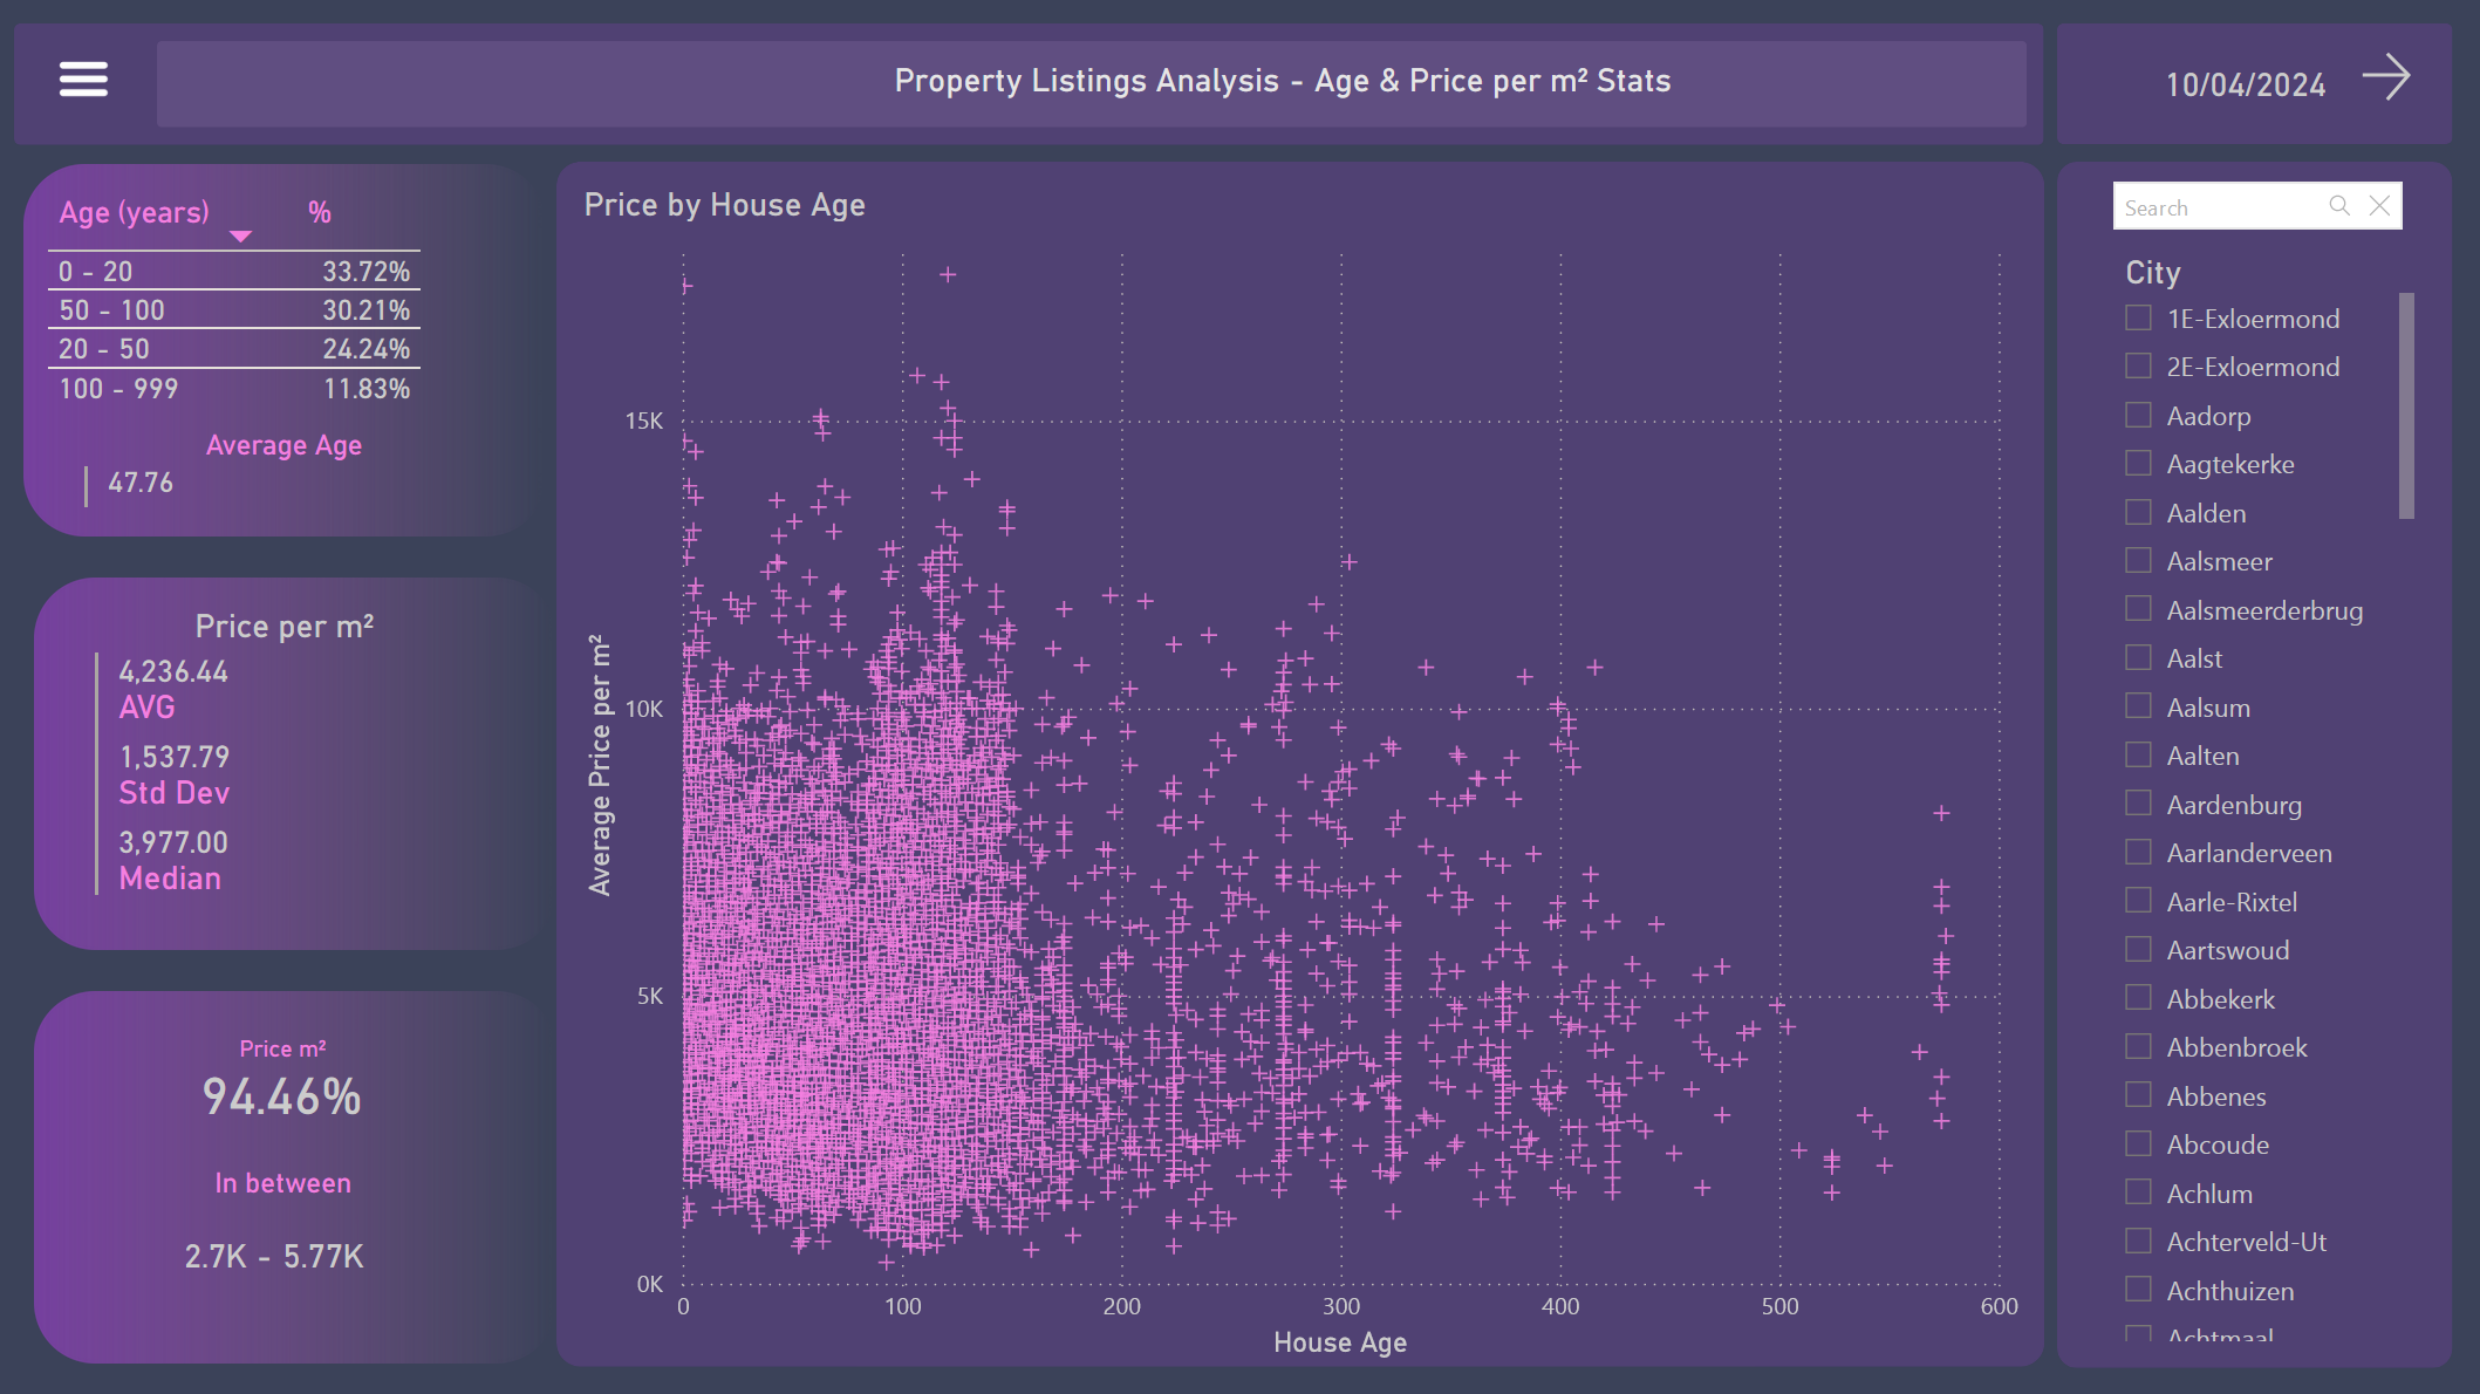 Property Listings Analysis - Age & Price per m²  Stats
10/04/2024
Age (years) %
0 - 20 33.72%
50 - 100 30.21%
20 - 50 24.24%
100 - 999 11.83%
Average Age
47.76
Price per m²
4,236.44
AVG
1,537.79
Std Dev
3,977.00
Median
Price m²
94.46%
In between
2.7K - 5.77K
Price by House Age
Average Price per m²
15K
10K
5K
0K
0 100 200 300 400 500 600
House Age
Search
City
1E-Exloermond
2E-Exloermond
Aadorp
Aagtekerke
Aalden
Aalsmeer
Aalsmeerderbrug
Aalst
Aalsum
Aalten
Aardenburg
Aarlanderveen
Aarle-Rixtel
Aartswoud
Abbekerk
Abbenbroek
Abbenes
Abcoude
Achlum
Achterveld-Ut
Achthuizen
Achtmaal